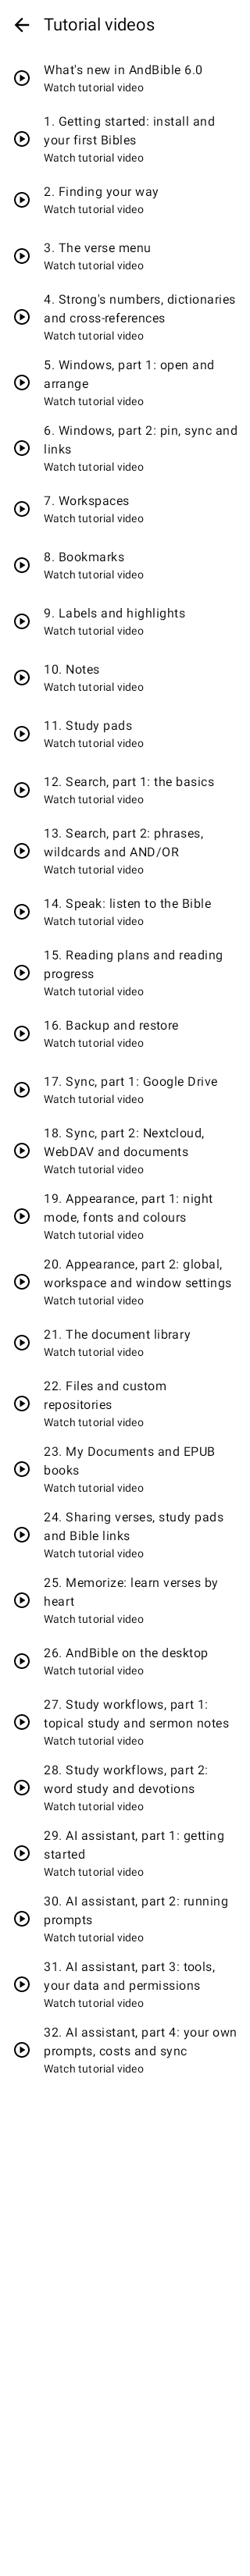 Tutorial videos
What's new in AndBible 6.0
Watch tutorial video
1. Getting started: install and
your first Bibles
Watch tutorial video
2. Finding your way
Watch tutorial video
3. The verse menu
Watch tutorial video
4. Strong's numbers, dictionaries
and cross-references
Watch tutorial video
5. Windows, part 1: open and
arrange
Watch tutorial video
6. Windows, part 2: pin, sync and
links
Watch tutorial video
7. Workspaces
Watch tutorial video
8. Bookmarks
Watch tutorial video
9. Labels and highlights
Watch tutorial video
10. Notes
Watch tutorial video
11. Study pads
Watch tutorial video
12. Search, part 1: the basics
Watch tutorial video
13. Search, part 2: phrases,
wildcards and AND/OR
Watch tutorial video
14. Speak: listen to the Bible
Watch tutorial video
15. Reading plans and reading
progress
Watch tutorial video
16. Backup and restore
Watch tutorial video
17. Sync, part 1: Google Drive
Watch tutorial video
18. Sync, part 2: Nextcloud,
WebDAV and documents
Watch tutorial video
19. Appearance, part 1: night
mode, fonts and colours
Watch tutorial video
20. Appearance, part 2: global,
workspace and window settings
Watch tutorial video
21. The document library
Watch tutorial video
22. Files and custom
repositories
Watch tutorial video
23. My Documents and EPUB
books
Watch tutorial video
24. Sharing verses, study pads
and Bible links
Watch tutorial video
25. Memorize: learn verses by
heart
Watch tutorial video
26. AndBible on the desktop
Watch tutorial video
27. Study workflows, part 1:
topical study and sermon notes
Watch tutorial video
28. Study workflows, part 2:
word study and devotions
Watch tutorial video
29. AI assistant, part 1: getting
started
Watch tutorial video
30. AI assistant, part 2: running
prompts
Watch tutorial video
31. AI assistant, part 3: tools,
your data and permissions
Watch tutorial video
32. AI assistant, part 4: your own
prompts, costs and sync
Watch tutorial video